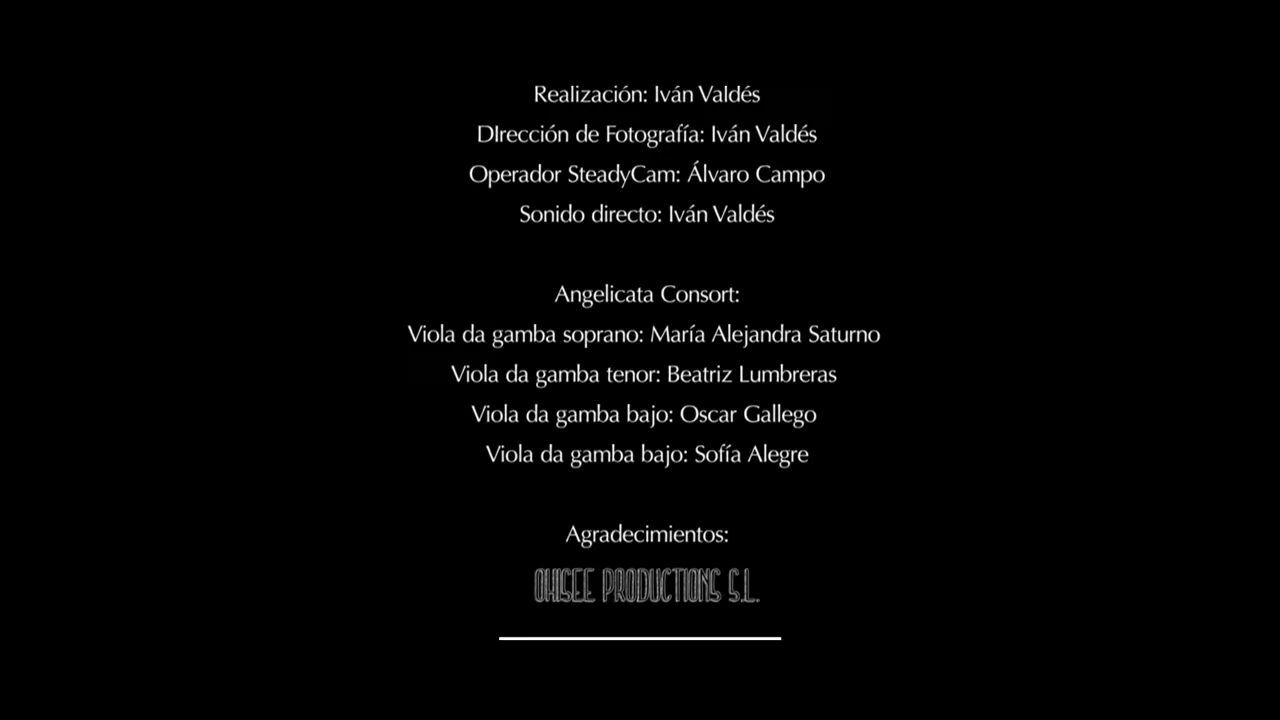 Realización: Iván Valdés
DIrección de Fotografía: Iván Valdés
Operador SteadyCam: Álvaro Campo
Sonido directo: Iván Valdés
Angelicata Consort:
Viola da gamba soprano: María Alejandra Saturno
Viola da gamba tenor: Beatriz Lumbreras
Viola da gamba bajo: Oscar Gallego
Viola da gamba bajo: Sofía Alegre
Agradecimientos:
OHISEE PRODUCTIONS S.L.